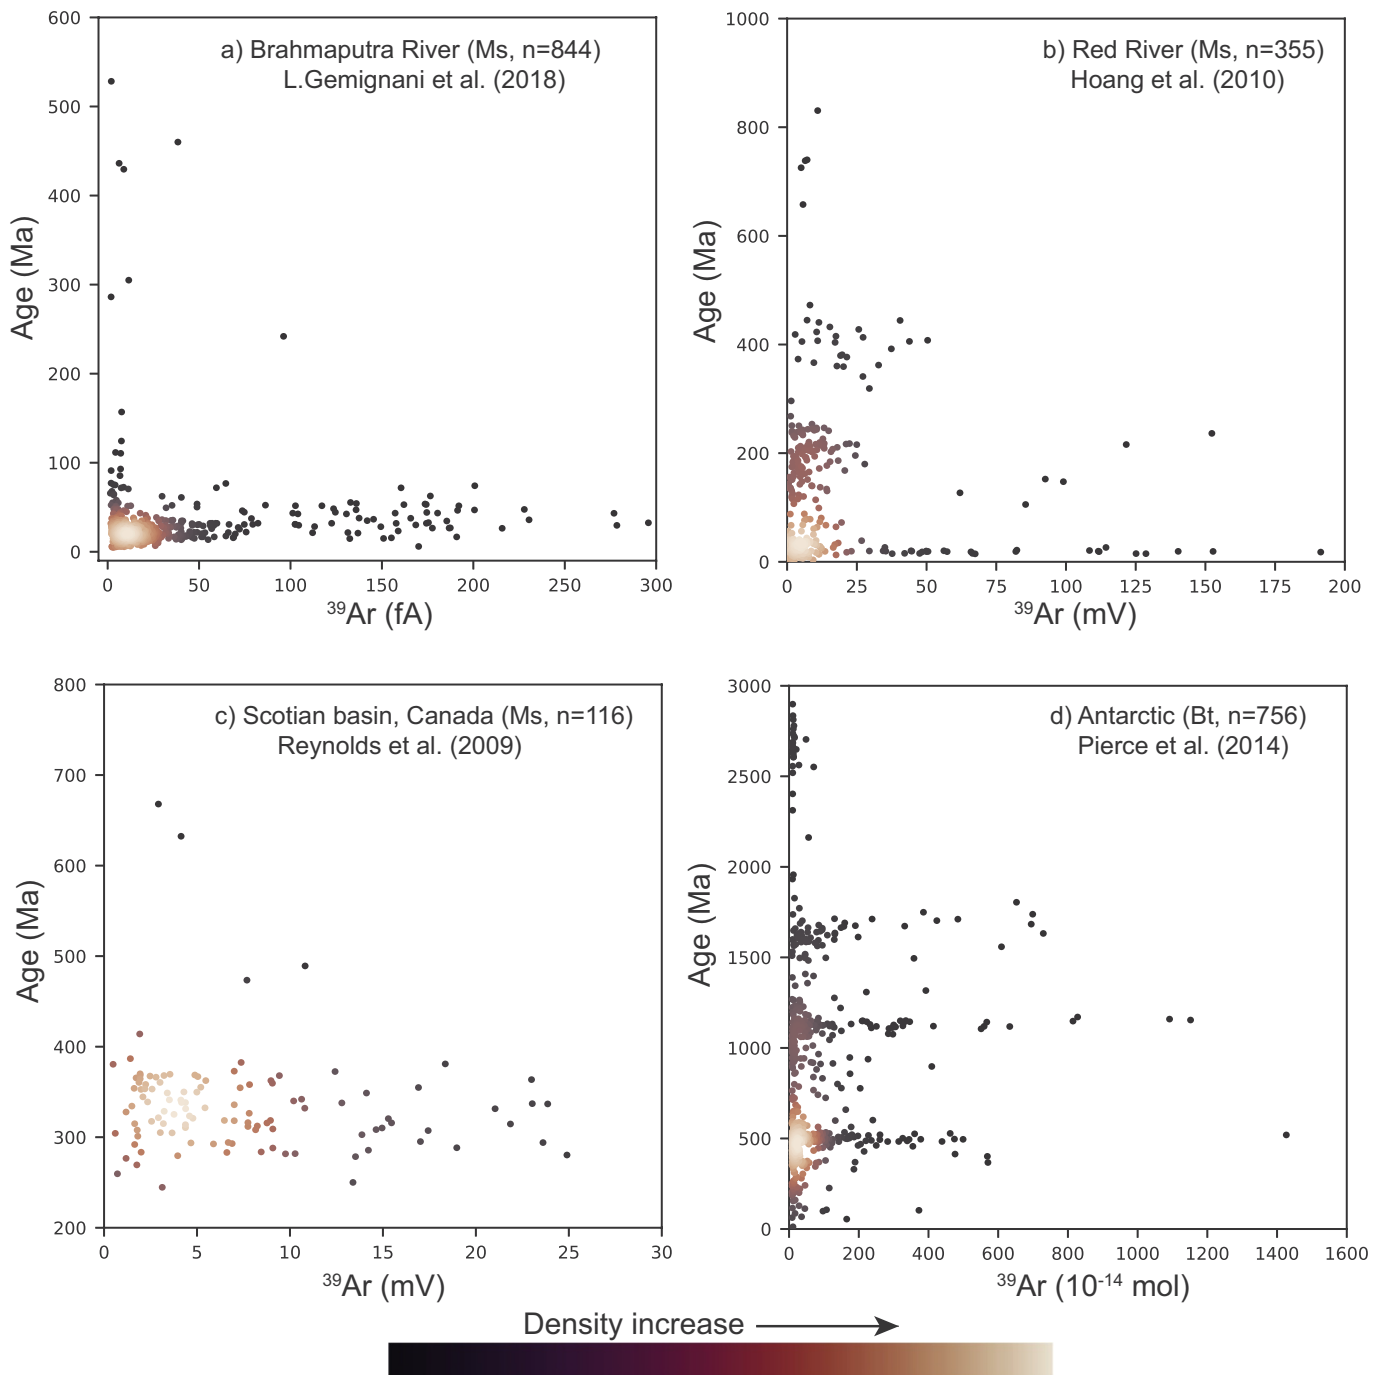 a) Brahmaputra River (Ms, n=844)
L.Gemignani et al. (2018)
600
500
400
300
200
100
0
Age (Ma)
0 50 100 150 200 250 300
³⁹Ar (fA)
b) Red River (Ms, n=355)
Hoang et al. (2010)
1000
800
600
400
200
0
Age (Ma)
0 25 50 75 100 125 150 175 200
³⁹Ar (mV)
c) Scotian basin, Canada (Ms, n=116)
Reynolds et al. (2009)
800
700
600
500
400
300
200
Age (Ma)
0 5 10 15 20 25 30
³⁹Ar (mV)
d) Antarctic (Bt, n=756)
Pierce et al. (2014)
3000
2500
2000
1500
1000
500
0
Age (Ma)
0 200 400 600 800 1000 1200 1400 1600
³⁹Ar (10⁻¹⁴ mol)
Density increase